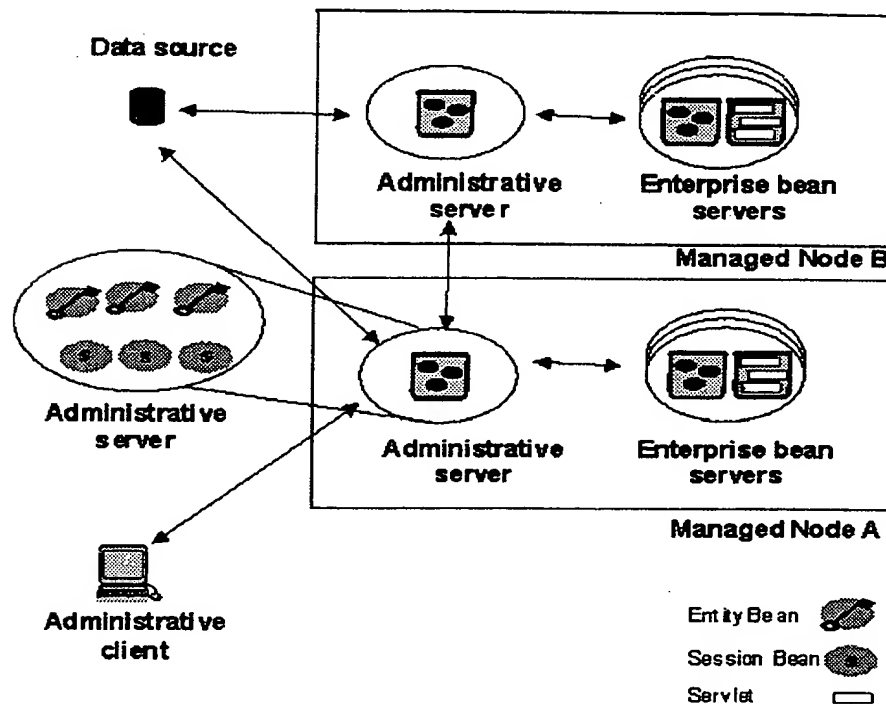 Data source
Administrative
server
Enterprise bean
servers
Managed Node B
Administrative
server
Administrative
server
Enterprise bean
servers
Managed Node A
Administrative
client
Entity Bean
Session Bean
S
Servlet
S
S
S